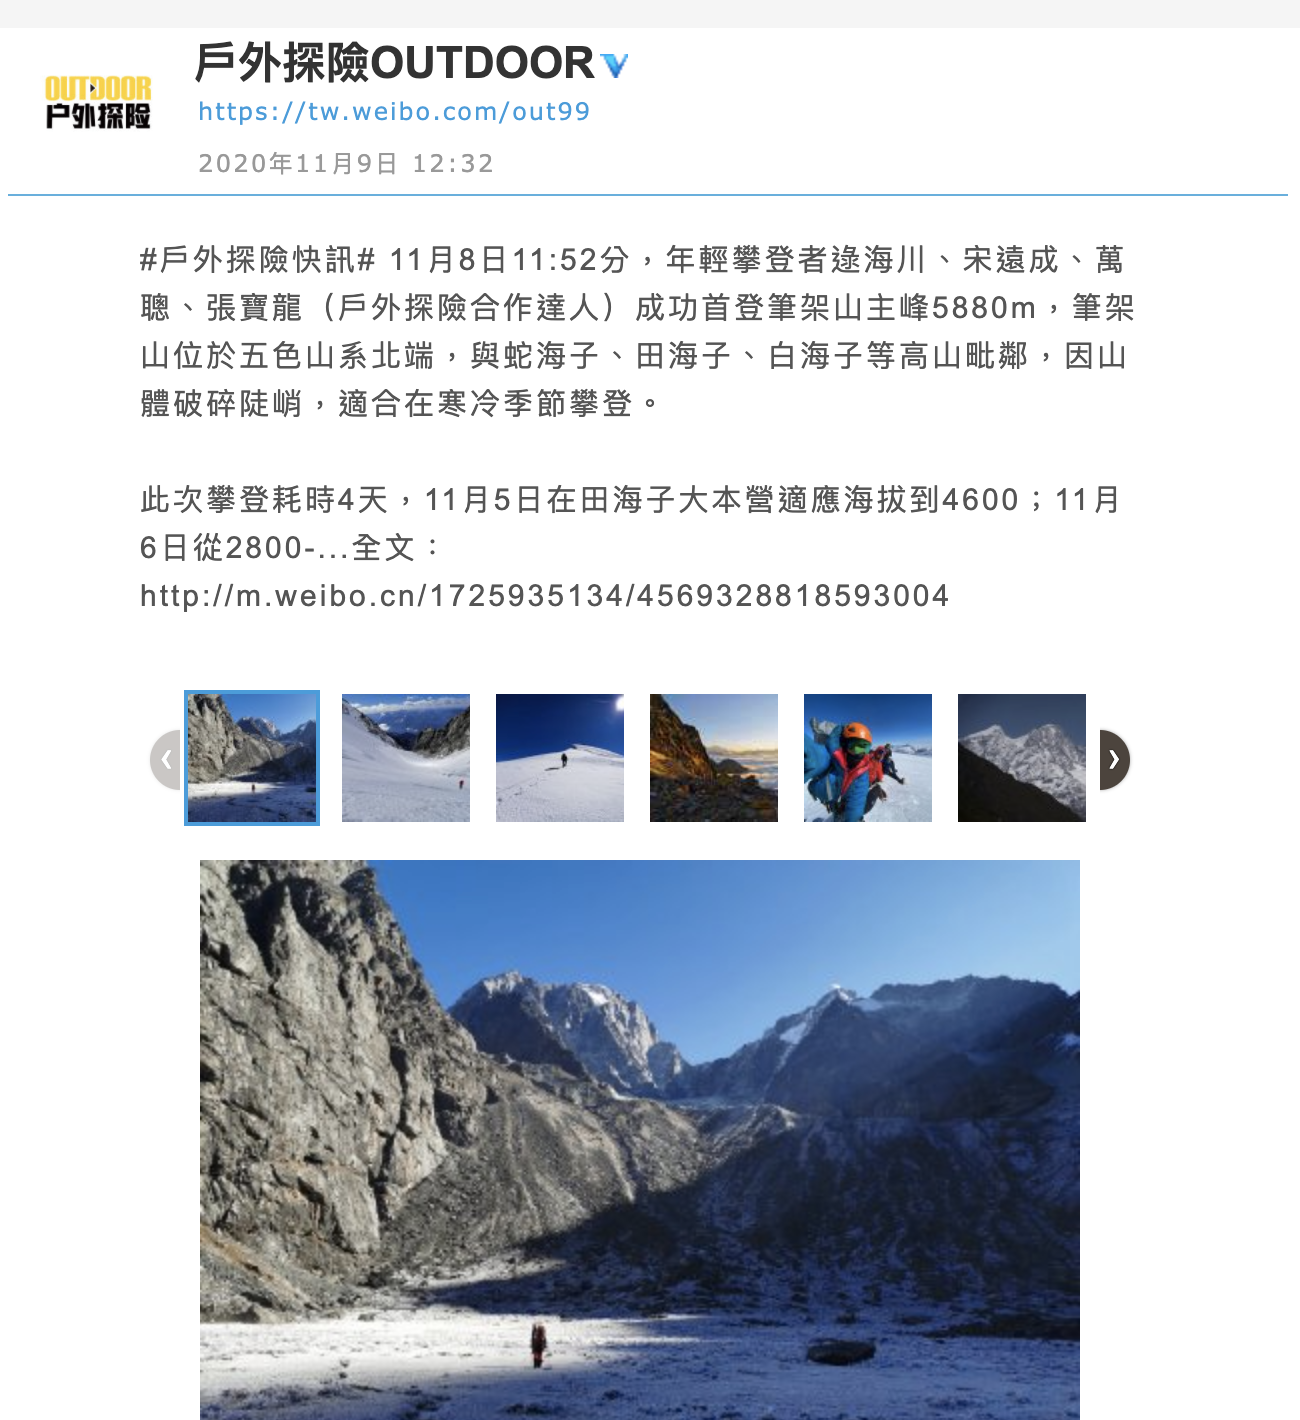 OUTDOOR
户外探险
戶外探險OUTDOOR
https://tw.weibo.com/out99
2020年11月9日 12:32
#戶外探險快訊# 11月8日11:52分，年輕攀登者逯海川、宋遠成、萬
聰、張寶龍（戶外探險合作達人）成功首登筆架山主峰5880m，筆架
山位於五色山系北端，與蛇海子、田海子、白海子等高山毗鄰，因山
體破碎陡峭，適合在寒冷季節攀登。
此次攀登耗時4天，11月5日在田海子大本營適應海拔到4600；11月
6日從2800-...全文：
http://m.weibo.cn/1725935134/4569328818593004